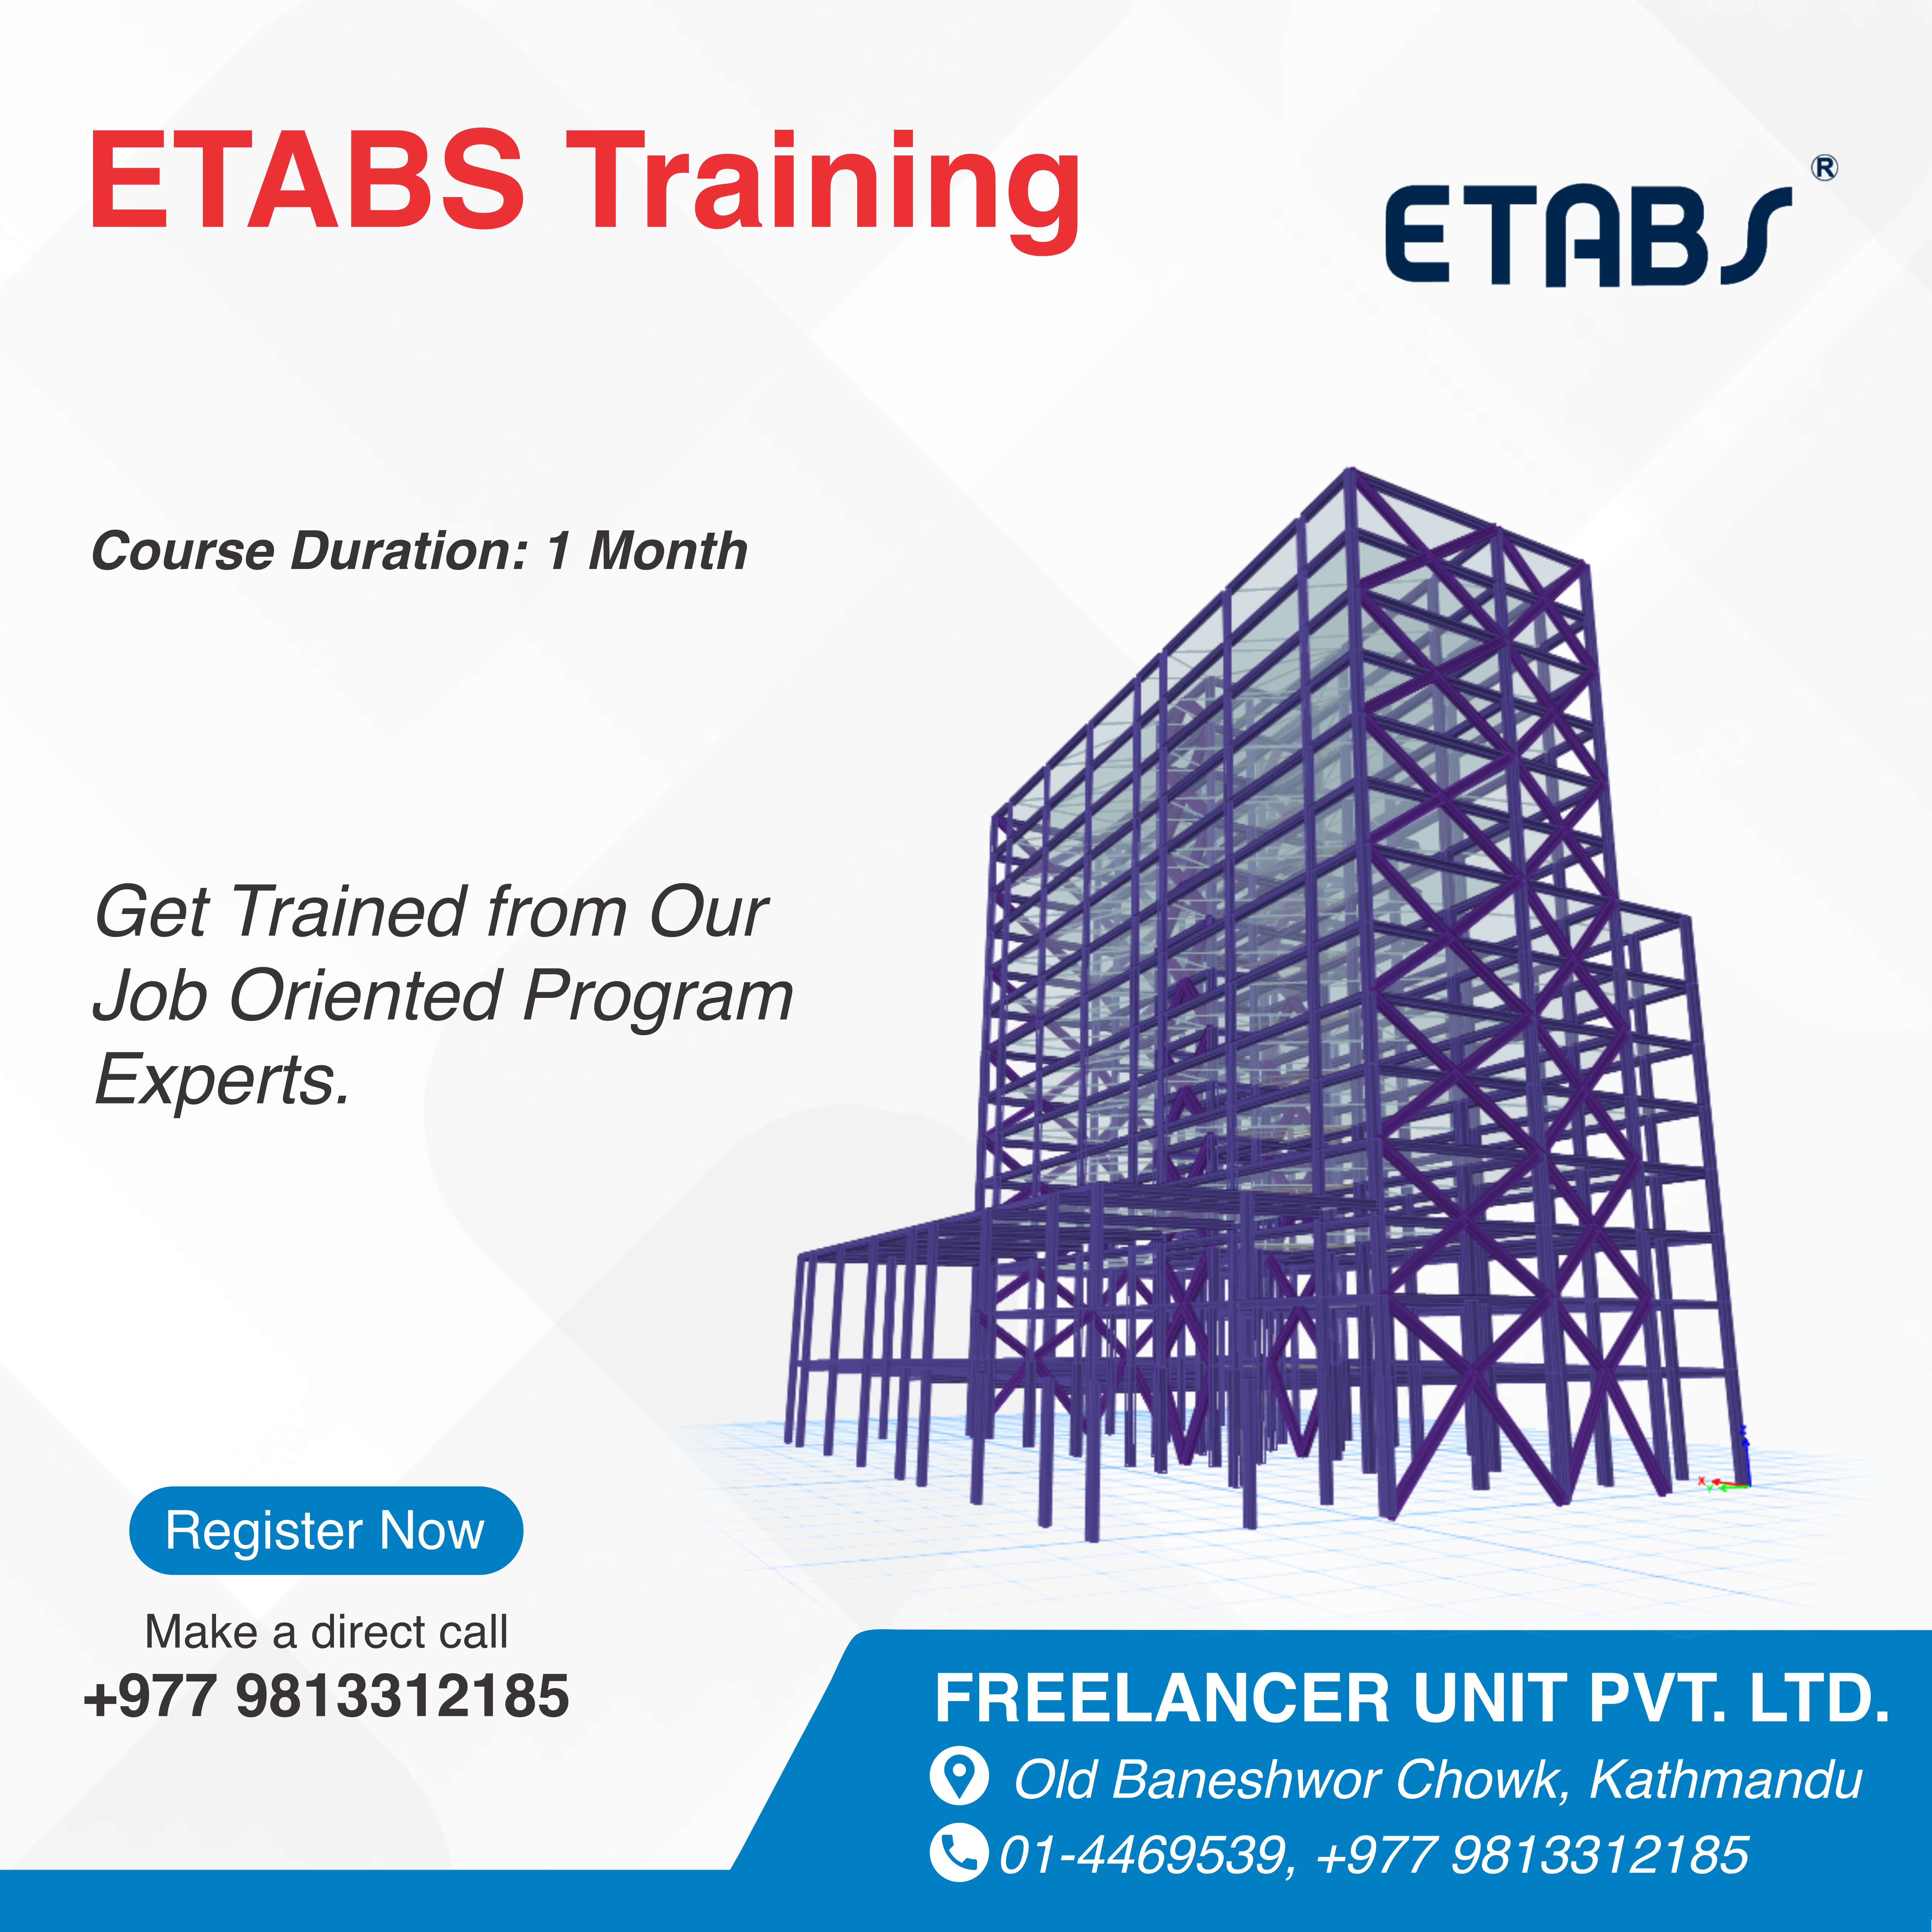 ETABS Training
ETABS®
Course Duration: 1 Month
Get Trained from Our
Job Oriented Program
Experts.
X
Y
Z
Register Now
Make a direct call
+977 9813312185
FREELANCER UNIT PVT. LTD.
Old Baneshwor Chowk, Kathmandu
01-4469539, +977 9813312185